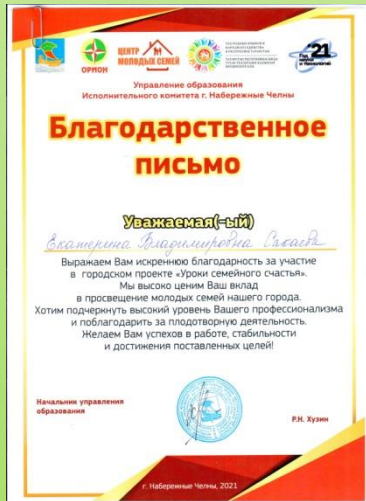 ОРИОН
ЦЕНТР
МОЛОДЫХ СЕМЕЙ
21
Год
науки
и технологий
Управление образования
Исполнительного комитета г. Набережные Челны
Благодарственное
письмо
Уважаемая(-ый)
Екатерина Владимировна
Выражаем Вам искреннюю благодарность за участие
в городском проекте «Уроки семейного счастья».
Мы высоко ценим Ваш вклад
в просвещение молодых семей нашего города.
Хотим подчеркнуть высокий уровень Вашего профессионализма
и поблагодарить за плодотворную деятельность.
Желаем Вам успехов в работе, стабильности
и достижения поставленных целей!
Начальник управления
образования
Р.Н. Хузин
г. Набережные Челны, 2021